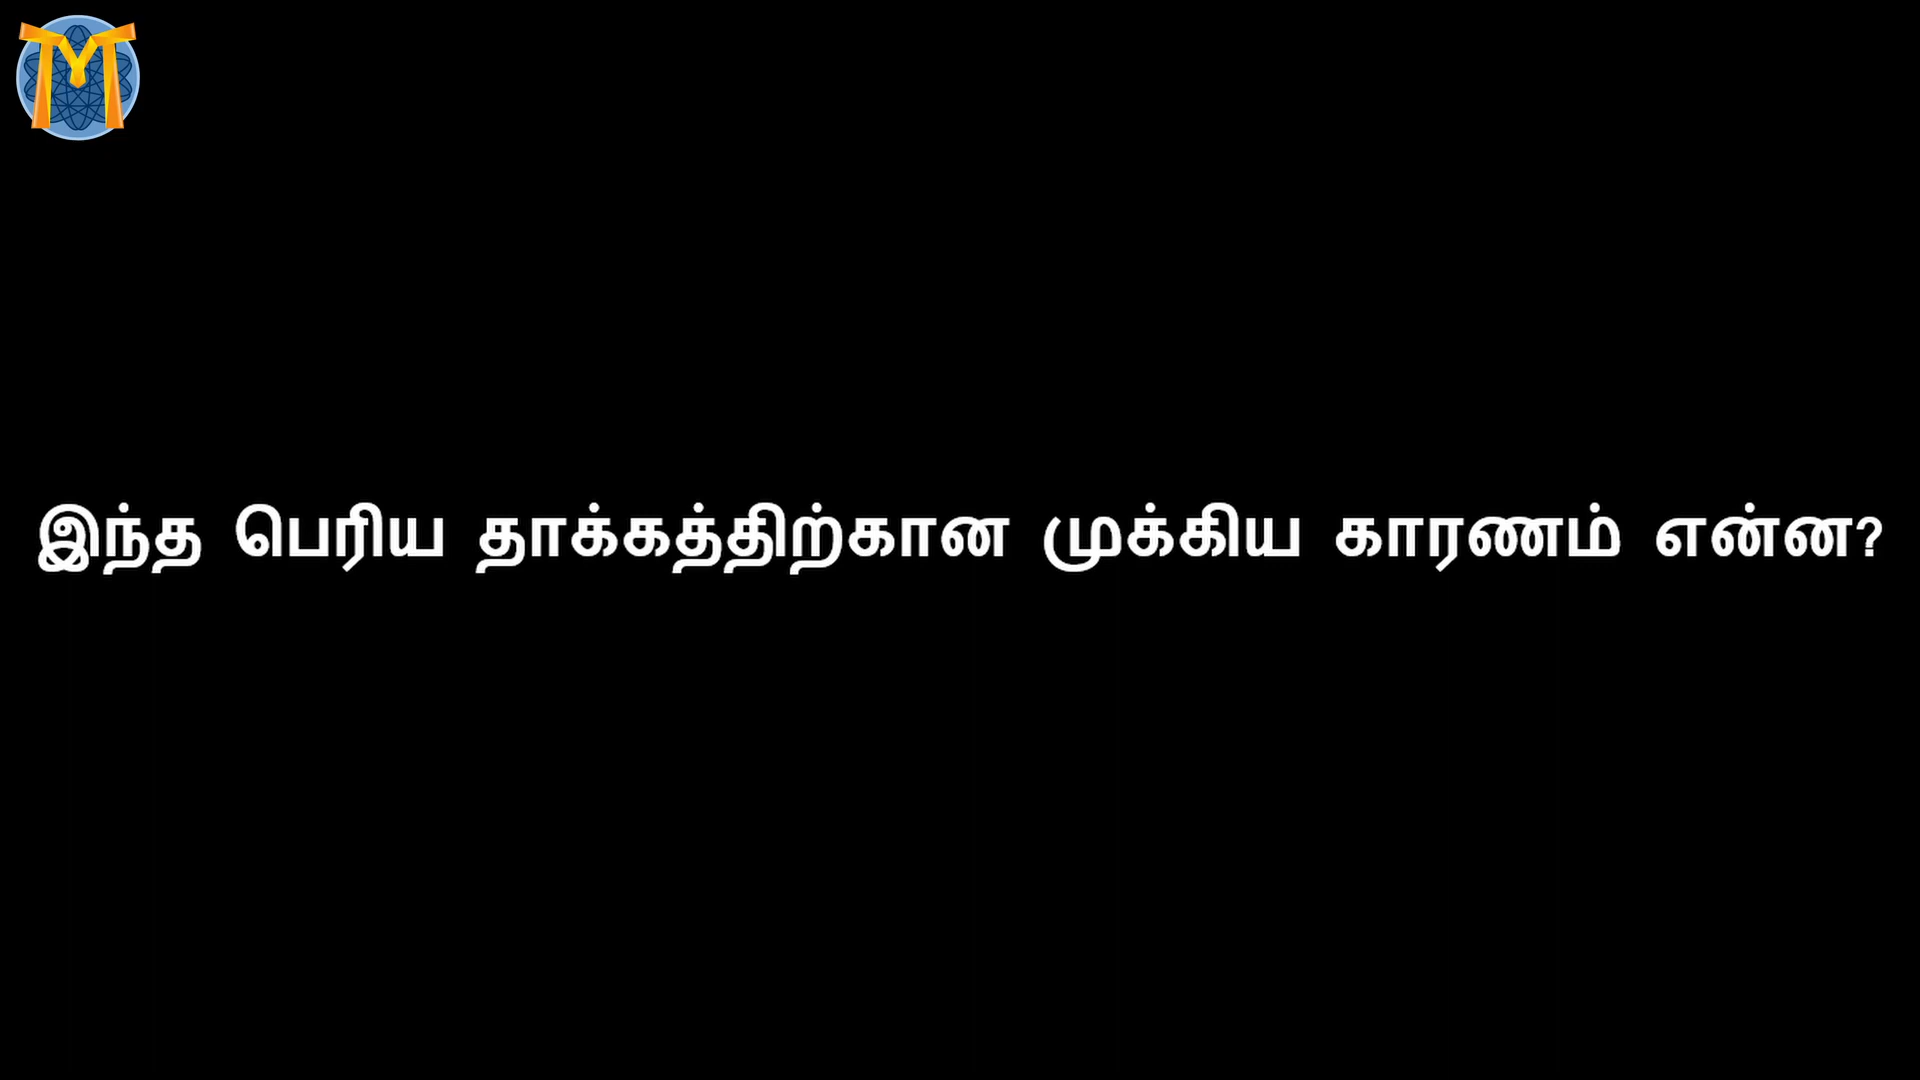 இந்த பெரிய தாக்கத்திற்கான முக்கிய காரணம் என்ன?